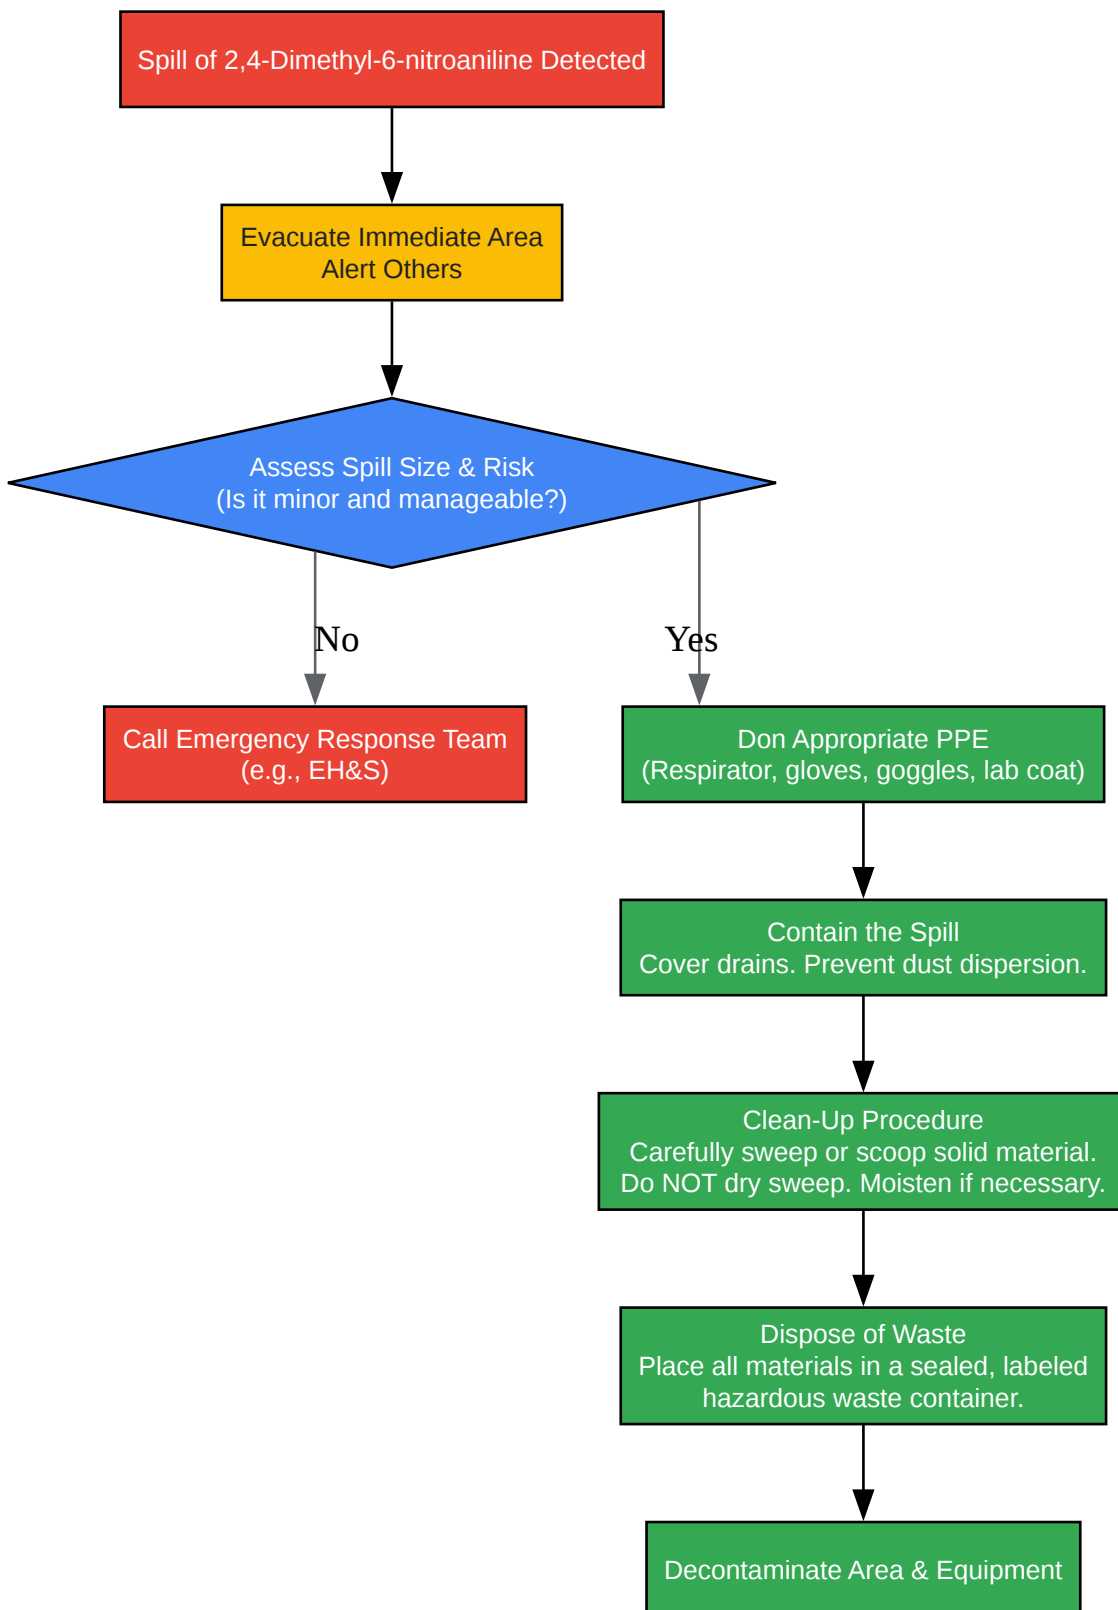 Spill of 2,4-Dimethyl-6-nitroaniline Detected
Evacuate Immediate Area
Alert Others
Assess Spill Size & Risk
(Is it minor and manageable?)
No
Yes
Call Emergency Response Team
(e.g., EH&S)
Don Appropriate PPE
(Respirator, gloves, goggles, lab coat)
Contain the Spill
Cover drains. Prevent dust dispersion.
Clean-Up Procedure
Carefully sweep or scoop solid material.
Do NOT dry sweep. Moisten if necessary.
Dispose of Waste
Place all materials in a sealed, labeled
hazardous waste container.
Decontaminate Area & Equipment